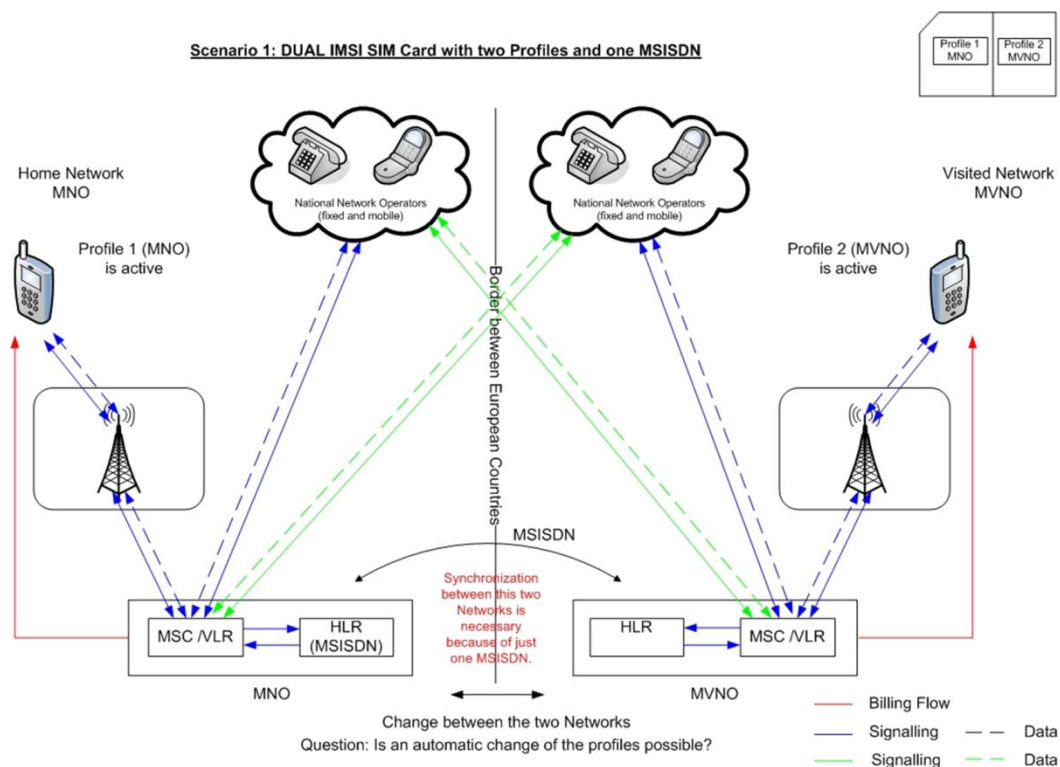 Scenario 1: DUAL IMSI SIM Card with two Profiles and one MSISDN
Profile 1
MNO
Profile 2
MVNO
Home Network
MNO
National Network Operators
(fixed and mobile)
National Network Operators
(fixed and mobile)
Visited Network
MVNO
Profile 1 (MNO)
is active
Profile 2 (MVNO)
is active
Border between European Countries
MSISDN
Synchronization
between this two
Networks is
necessary
because of just
one MSISDN.
MSC /VLR
HLR
(MSISDN)
HLR
MSC /VLR
MNO
MVNO
Change between the two Networks
Question: Is an automatic change of the profiles possible?
Billing Flow
Signalling
Data
Signalling
Data